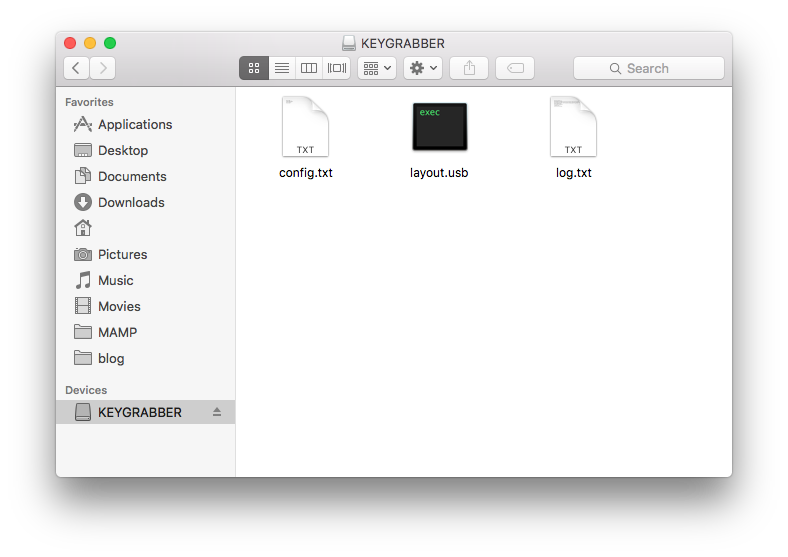 KEYGRABBER
Search
Favorites
Applications
Desktop
Documents
Downloads
Pictures
Music
Movies
MAMP
blog
Devices
KEYGRABBER
TXT
config.txt
exec
layout.usb
TXT
log.txt